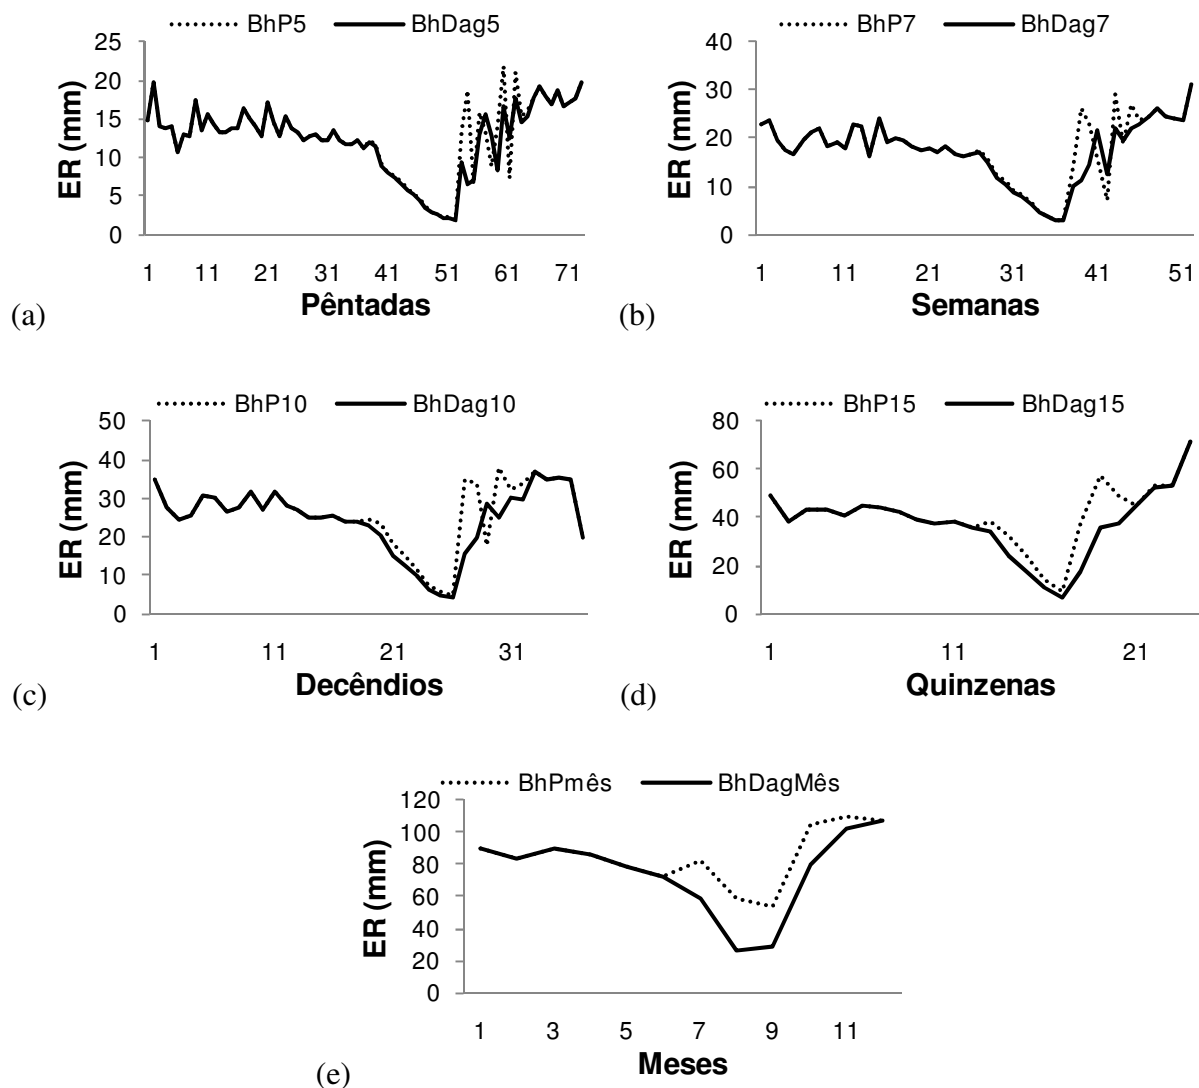 BhP5 BhDag5
25
20
15
10
5
0
ER (mm)
1 11 21 31 41 51 61 71
Pêntadas
(a)
BhP7 BhDag7
40
30
20
10
0
ER (mm)
1 11 21 31 41 51
Semanas
(b)
BhP10 BhDag10
50
40
30
20
10
0
ER (mm)
1 11 21 31
Decêndios
(c)
BhP15 BhDag15
80
60
40
20
0
ER (mm)
1 11 21
Quinzenas
(d)
BhPmês BhDagMês
120
100
80
60
40
20
0
ER (mm)
1 3 5 7 9 11
Meses
(e)